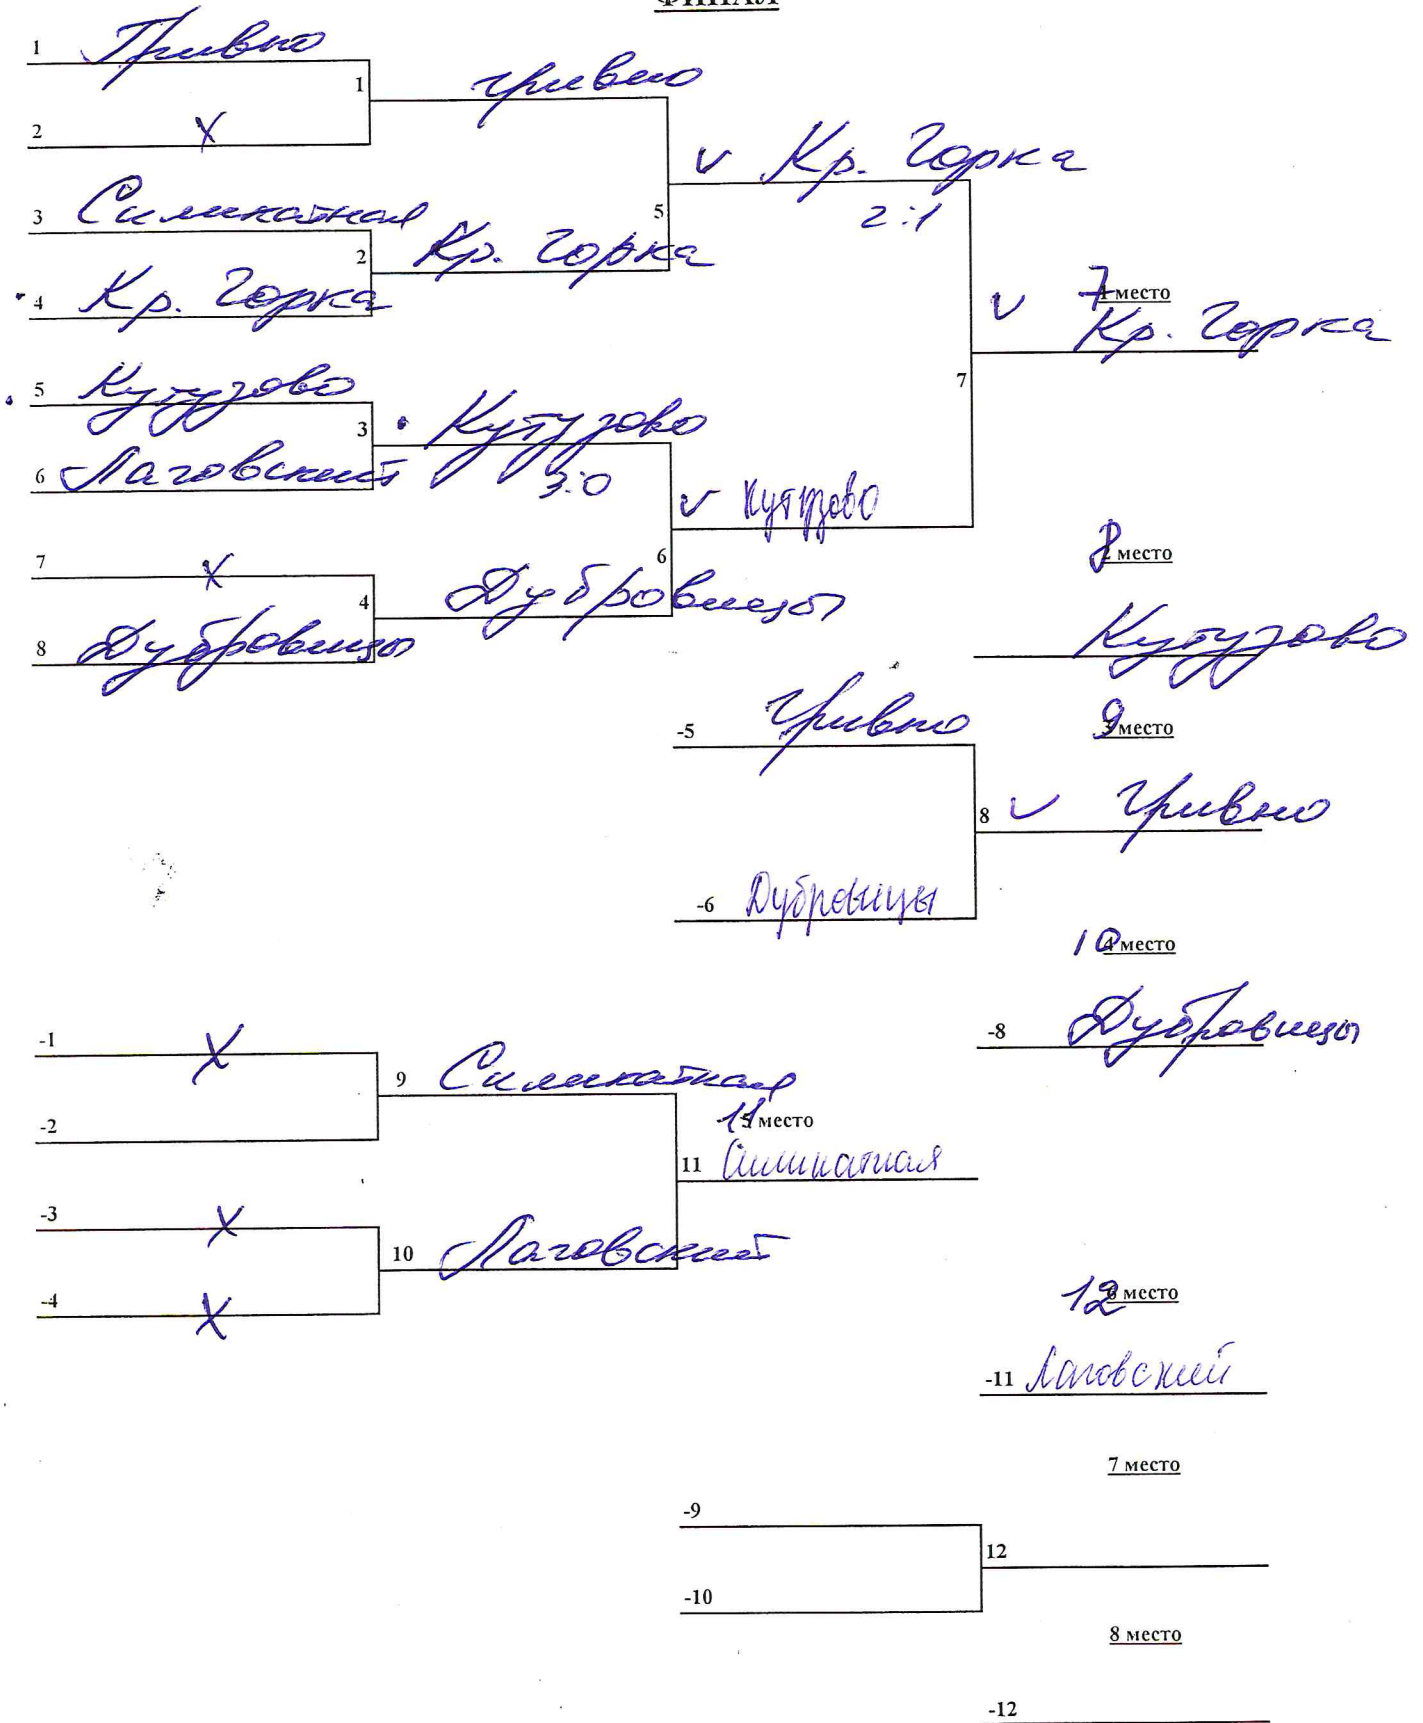 ФИНАЛ
1 Гривно
1 Гривно
2 X
V Кр. Горка
3 Силикатная
5 2:1
2 Кр. Горка
4 Кр. Горка
7 место
V Кр. Горка
5 Кутузово
7
3 Кутузово
6 Лаговский
3:0
V Кутузово
7 X
6
8 место
4 Дубровицы
8 Дубровицы
Кутузово
-5 Гривно
9 место
8 V Гривно
-6 Дубровицы
10 место
-8 Дубровицы
-1 X
9 Силикатная
11 место
-2
11 Силикатная
-3 X
10 Лаговский
-4 X
12 место
-11 Лаговский
7 место
-9
12
-10
8 место
-12